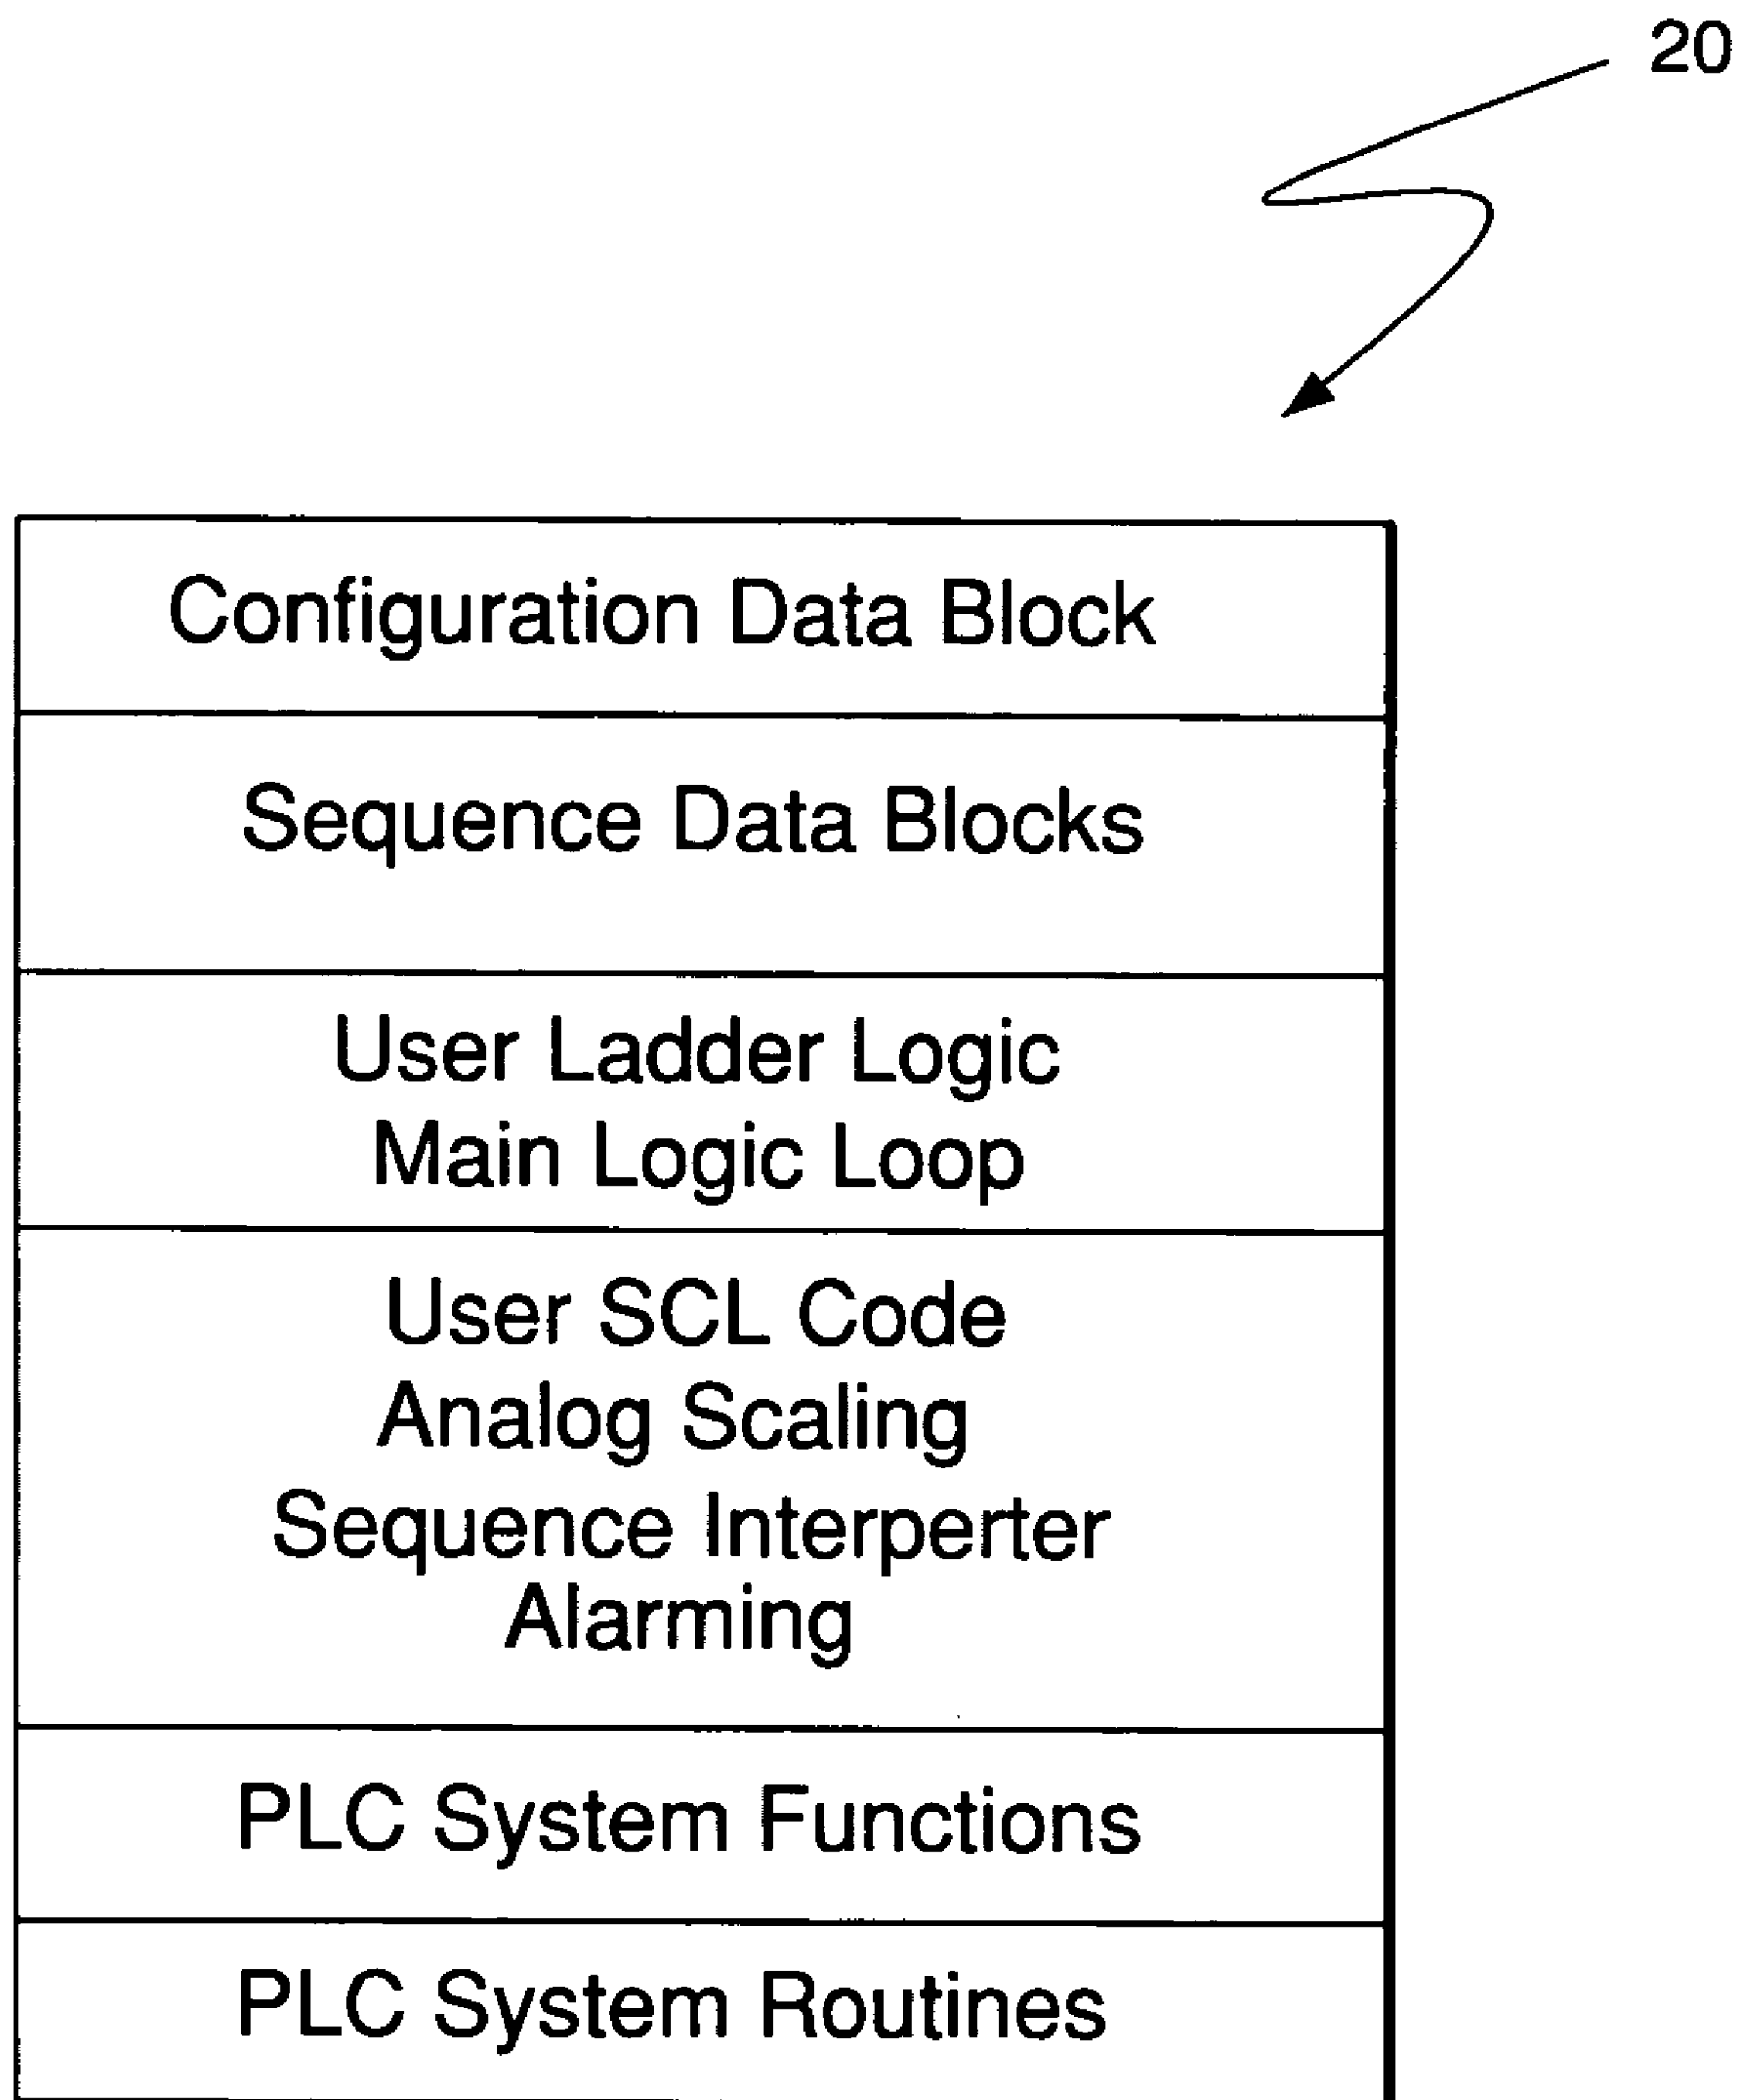 20
Configuration Data Block
Sequence Data Blocks
User Ladder Logic
Main Logic Loop
User SCL Code
Analog Scaling
Sequence Interperter
Alarming
PLC System Functions
PLC System Routines